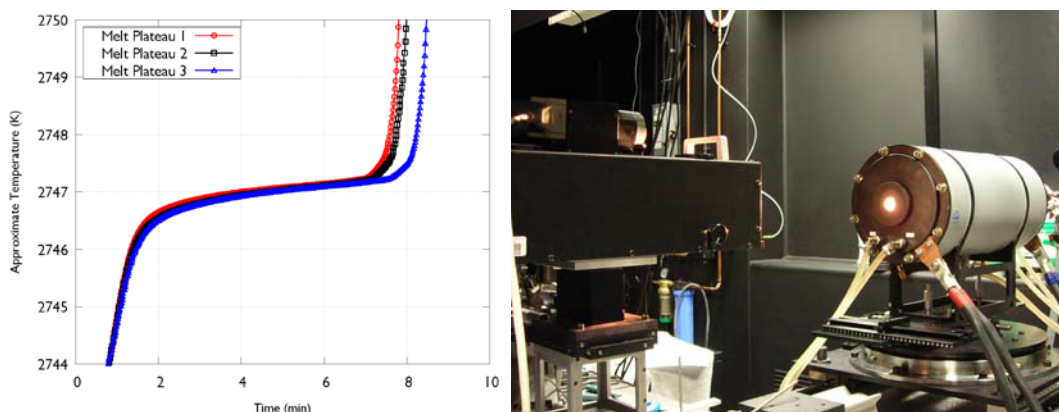 2750
2749
2748
2747
2746
2745
2744
Approximate Temperature (K)
Melt Plateau 1
Melt Plateau 2
Melt Plateau 3
0
2
4
6
8
10
Time (min)